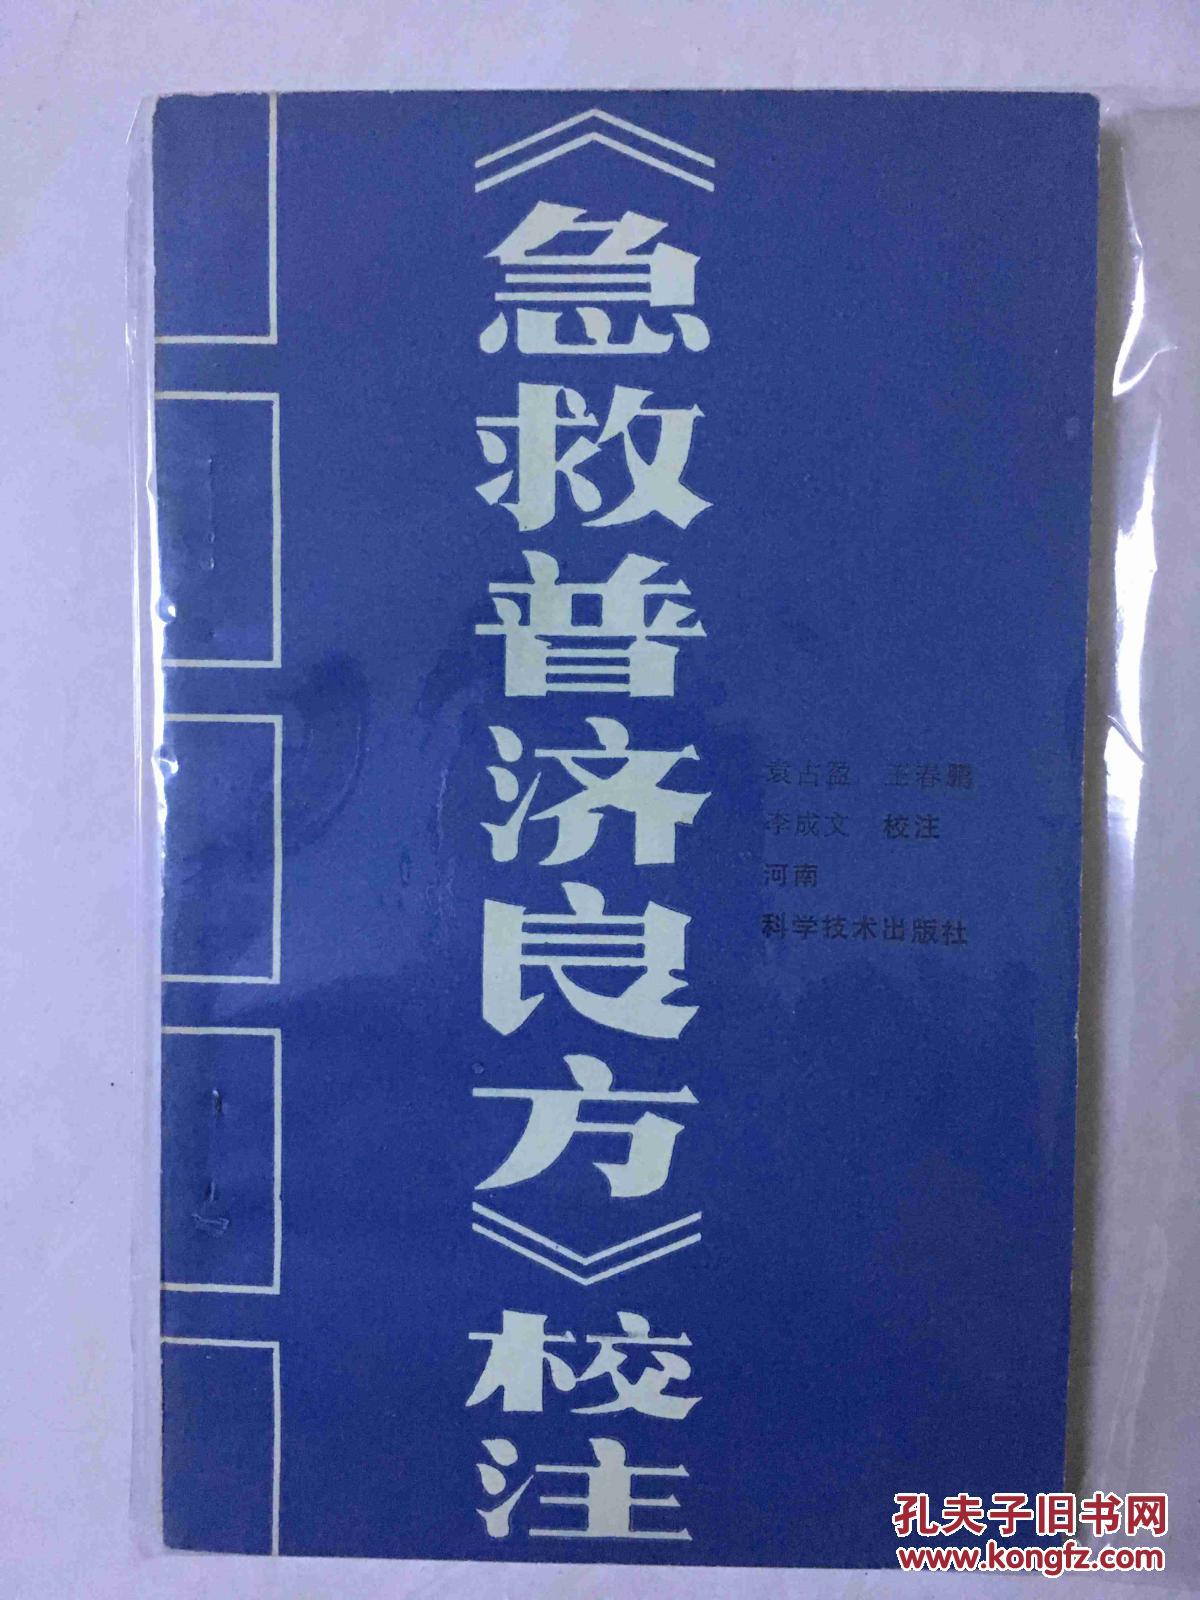 《急救普济良方》校注
袁占盈 王春鹏
李成文 校注
河南
科学技术出版社
孔夫子旧书网
www.kongfz.com